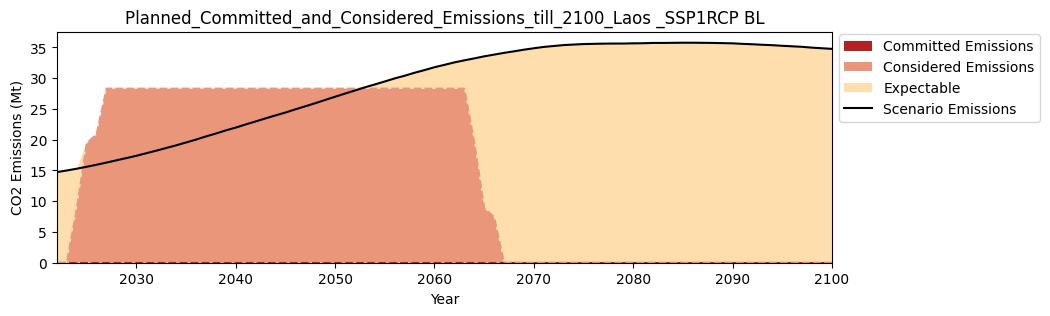 Planned_Committed_and_Considered_Emissions_till_2100_Laos _SSP1RCP BL
CO2 Emissions (Mt)
35
30
25
20
15
10
5
0
2030 2040 2050 2060 2070 2080 2090 2100
Year
Committed Emissions
Considered Emissions
Expectable
Scenario Emissions